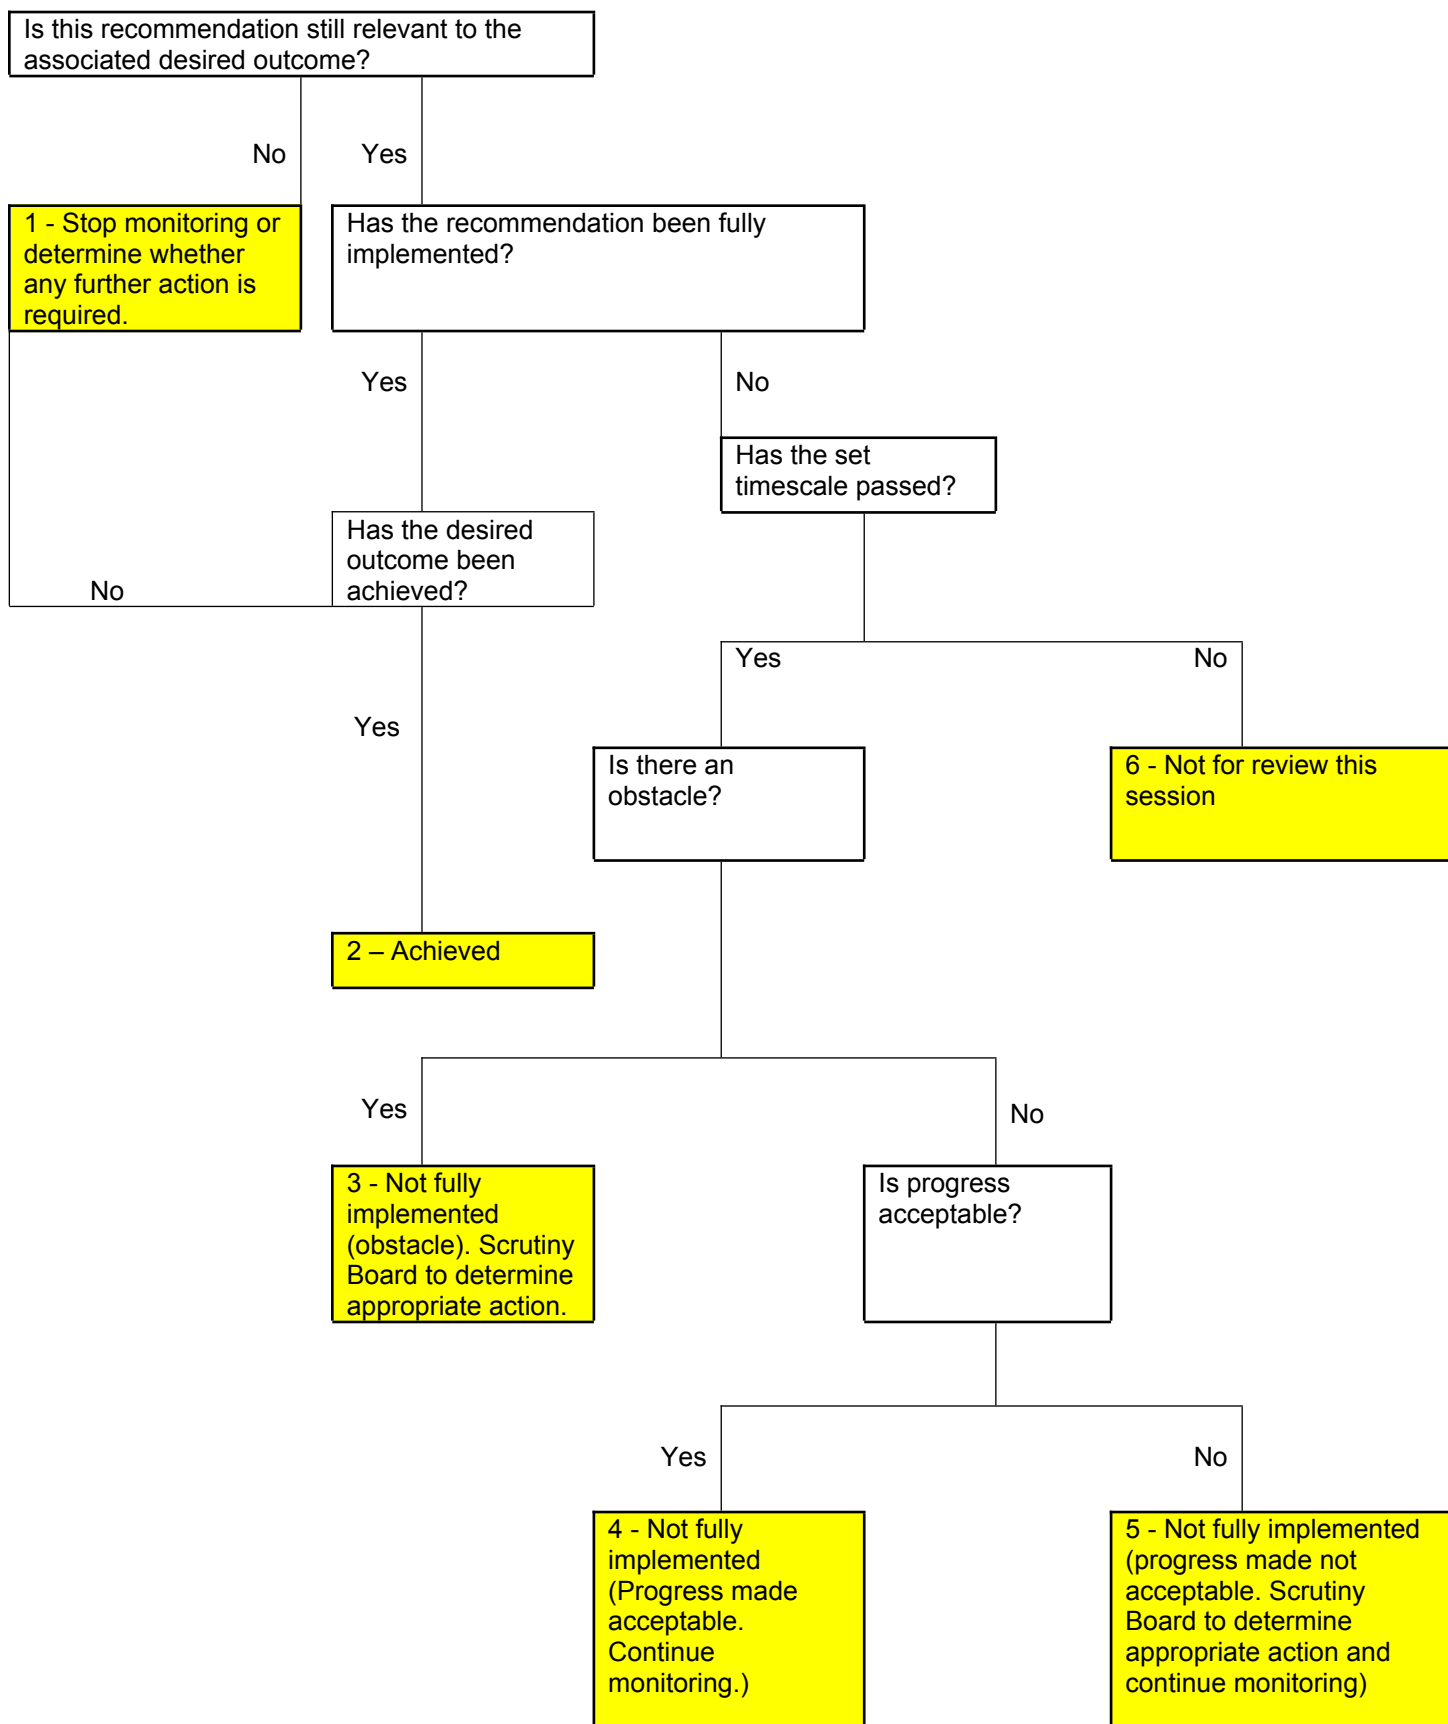 Is this recommendation still relevant to the
associated desired outcome?
No
Yes
1 - Stop monitoring or
determine whether
any further action is
required.
Has the recommendation been fully
implemented?
Yes
No
Has the set
timescale passed?
Has the desired
outcome been
achieved?
No
Yes
No
Yes
Is there an
obstacle?
6 - Not for review this
session
2 – Achieved
Yes
No
3 - Not fully
implemented
(obstacle). Scrutiny
Board to determine
appropriate action.
Is progress
acceptable?
Yes
No
4 - Not fully
implemented
(Progress made
acceptable.
Continue
monitoring.)
5 - Not fully implemented
(progress made not
acceptable. Scrutiny
Board to determine
appropriate action and
continue monitoring)